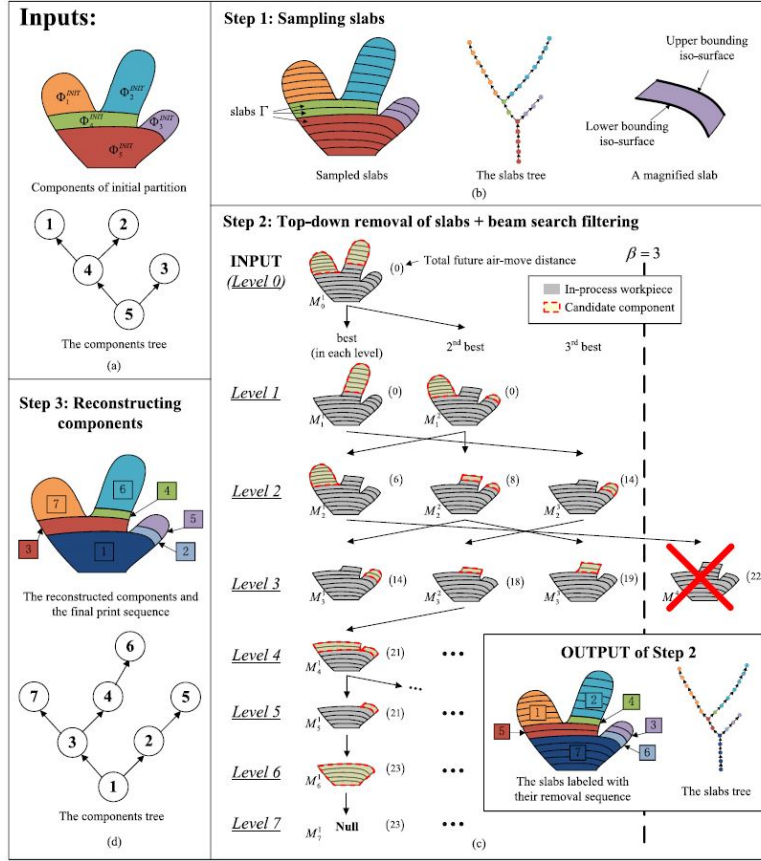 Inputs:
Φ₁ᴵᴺᴵᵀ
Φ₂ᴵᴺᴵᵀ
Φ₄ᴵᴺᴵᵀ
Φ₃ᴵᴺᴵᵀ
Φ₅ᴵᴺᴵᵀ
Components of initial partition
1
2
4
3
5
The components tree
(a)
Step 1: Sampling slabs
slabs Γ
Upper bounding
iso-surface
Lower bounding
iso-surface
Sampled slabs
The slabs tree
A magnified slab
(b)
Step 2: Top-down removal of slabs + beam search filtering
INPUT
(Level 0)
M₀¹
(0)
Total future air-move distance
β = 3
In-process workpiece
Candidate component
best
(in each level)
2nd best
3rd best
Level 1
M₁¹
(0)
M₁²
(0)
Level 2
M₂¹
(6)
M₂²
(8)
M₂³
(14)
Level 3
M₃¹
(14)
M₃²
(18)
M₃³
(19)
(22
Level 4
M₄¹
(21)
•••
...
Level 5
M₅¹
(21)
•••
Level 6
M₆¹
(23)
•••
Level 7
M₇¹
Null
(23)
•••
(c)
OUTPUT of Step 2
1
2
4
5
3
7
6
The slabs labeled with
their removal sequence
The slabs tree
Step 3: Reconstructing
components
7
6
4
5
3
1
2
The reconstructed components and
the final print sequence
6
7
4
5
3
2
1
The components tree
(d)